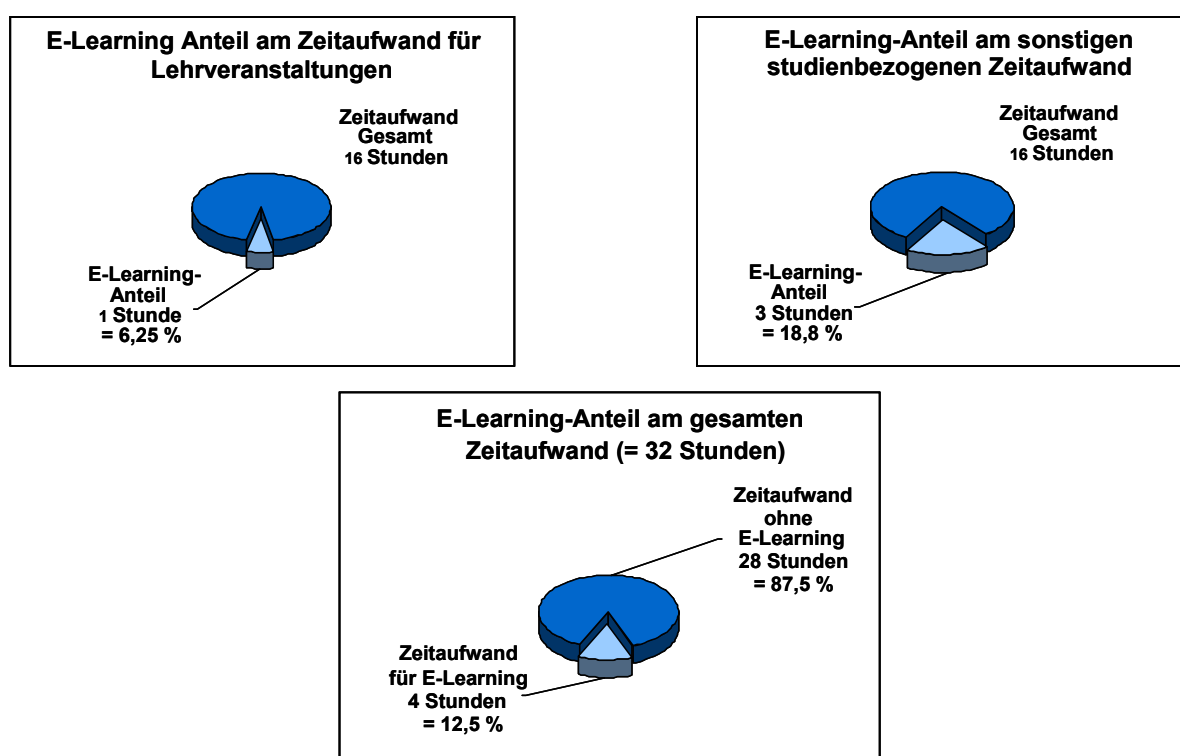 E-Learning Anteil am Zeitaufwand für
Lehrveranstaltungen
Zeitaufwand
Gesamt
16 Stunden
E-Learning-
Anteil
1 Stunde
= 6,25 %
E-Learning-Anteil am sonstigen
studienbezogenen Zeitaufwand
Zeitaufwand
Gesamt
16 Stunden
E-Learning-
Anteil
3 Stunden
= 18,8 %
E-Learning-Anteil am gesamten
Zeitaufwand (= 32 Stunden)
Zeitaufwand
ohne
E-Learning
28 Stunden
= 87,5 %
Zeitaufwand
für E-Learning
4 Stunden
= 12,5 %